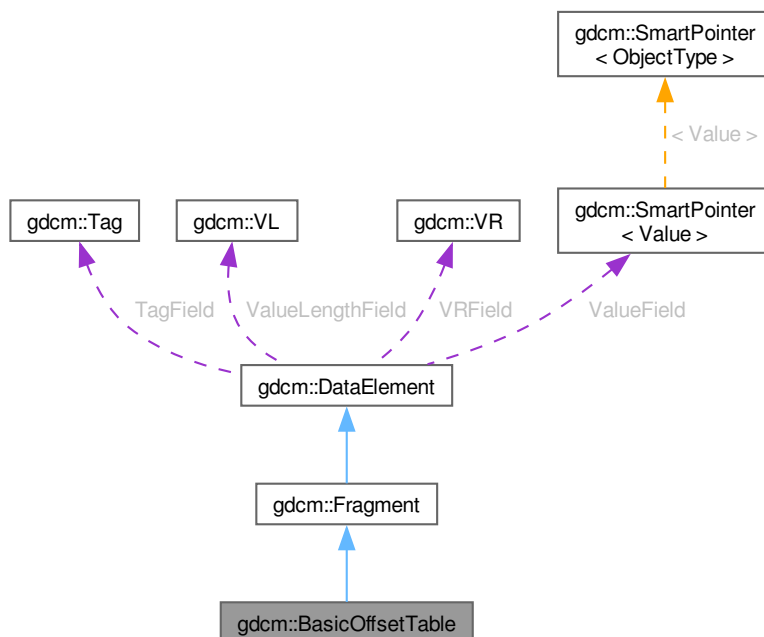 gdcm::SmartPointer
< ObjectType >
< Value >
gdcm::Tag
gdcm::VL
gdcm::VR
gdcm::SmartPointer
< Value >
TagField
ValueLengthField
VRField
ValueField
gdcm::DataElement
gdcm::Fragment
gdcm::BasicOffsetTable